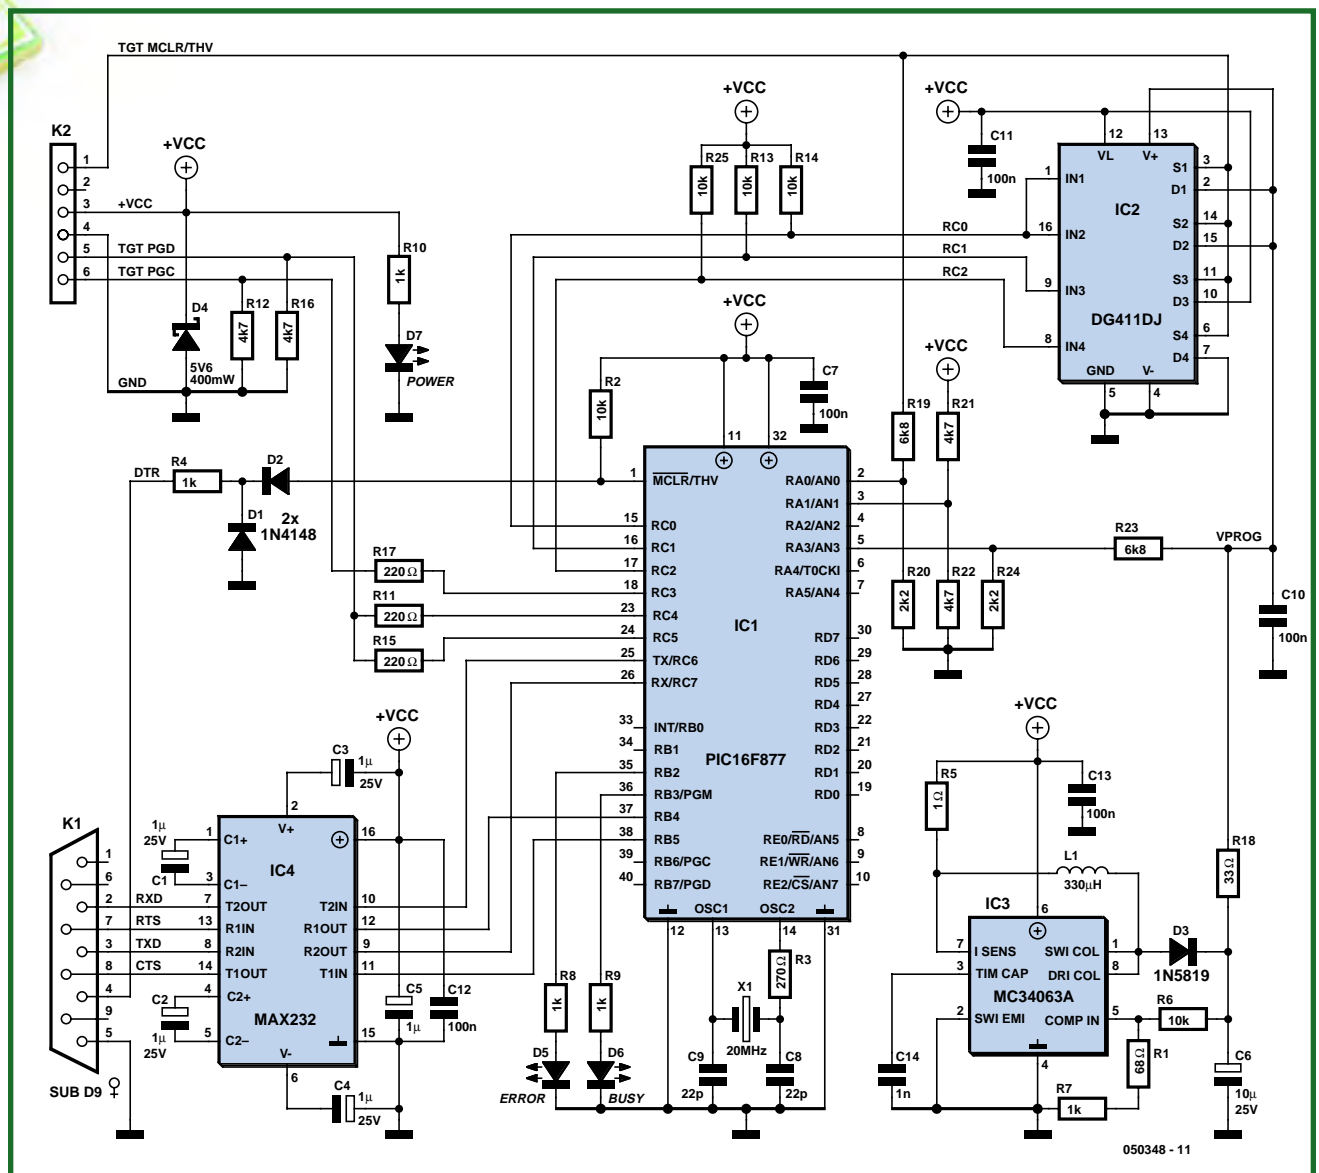 TGT MCLR/THV
+VCC
+VCC
K2
+VCC
C11
100n
12
13
VL
V+
1
2
3
4
5
6
+VCC
TGT PGD
TGT PGC
GND
R25
10k
R13
10k
R14
10k
1
IN1
16
IN2
9
IN3
8
IN4
IC2
DG411DJ
S1
3
D1
2
S2
14
D2
15
S3
11
D3
10
S4
6
D4
7
GND
V-
5
4
RC0
RC1
RC2
R10
1k
D4
5V6
400mW
R12
4k7
R16
4k7
D7
POWER
+VCC
R2
10k
C7
100n
+VCC
R19
6k8
R21
4k7
DTR
R4
1k
D2
D1
2x
1N4148
R17
220Ω
R11
220Ω
R15
220Ω
11
32
1
MCLR/THV
15
RC0
16
RC1
17
RC2
18
RC3
23
RC4
24
RC5
25
TX/RC6
26
RX/RC7
33
INT/RB0
34
RB1
35
RB2
36
RB3/PGM
37
RB4
38
RB5
39
RB6/PGC
40
RB7/PGD
IC1
PIC16F877
RA0/AN0
2
RA1/AN1
3
RA2/AN2
4
RA3/AN3
5
RA4/T0CKI
6
RA5/AN4
7
RD7
30
RD6
29
RD5
28
RD4
27
RD3
22
RD2
21
RD1
20
RD0
19
RE0/RD/AN5
8
RE1/WR/AN6
9
RE2/CS/AN7
10
OSC1
OSC2
12
13
14
31
R23
6k8
VPROG
R20
2k2
R22
4k7
R24
2k2
C10
100n
+VCC
C3
1μ
25V
K1
1
6
2
7
3
8
4
9
5
RXD
RTS
TXD
CTS
SUB D9 ♀
1μ
25V
C1
C2
1μ
25V
2
V+
1
C1+
3
C1–
7
T2OUT
13
R1IN
8
R2IN
14
T1OUT
4
C2+
5
C2–
IC4
MAX232
16
T2IN
10
R1OUT
12
R2OUT
9
T1IN
11
15
V-
6
C4
1μ
25V
C5
1μ
C12
100n
R8
1k
R9
1k
D5
ERROR
D6
BUSY
R3
270Ω
X1
20MHz
C9
22p
C8
22p
+VCC
R5
1Ω
C13
100n
L1
330μH
R18
33Ω
IC3
6
7
I SENS
3
TIM CAP
2
SWI EMI
MC34063A
SWI COL
1
DRI COL
8
COMP IN
5
4
D3
1N5819
R6
10k
R1
68Ω
R7
1k
C14
1n
C6
10μ
25V
050348 - 11